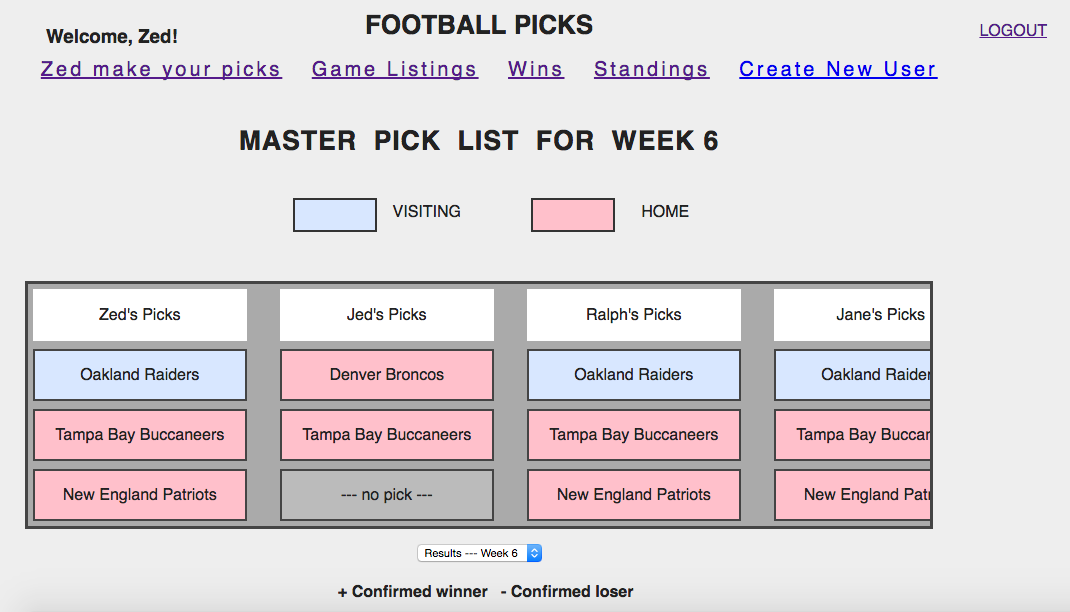 FOOTBALL PICKS
Welcome, Zed!
LOGOUT
Zed make your picks Game Listings Wins Standings Create New User
MASTER PICK LIST FOR WEEK 6
VISITING HOME
Zed's Picks Jed's Picks Ralph's Picks Jane's Picks
Oakland Raiders Denver Broncos Oakland Raiders Oakland Raider
Tampa Bay Buccaneers Tampa Bay Buccaneers Tampa Bay Buccaneers Tampa Bay Buccar
New England Patriots --- no pick --- New England Patriots New England Patr
Results --- Week 6
+ Confirmed winner - Confirmed loser